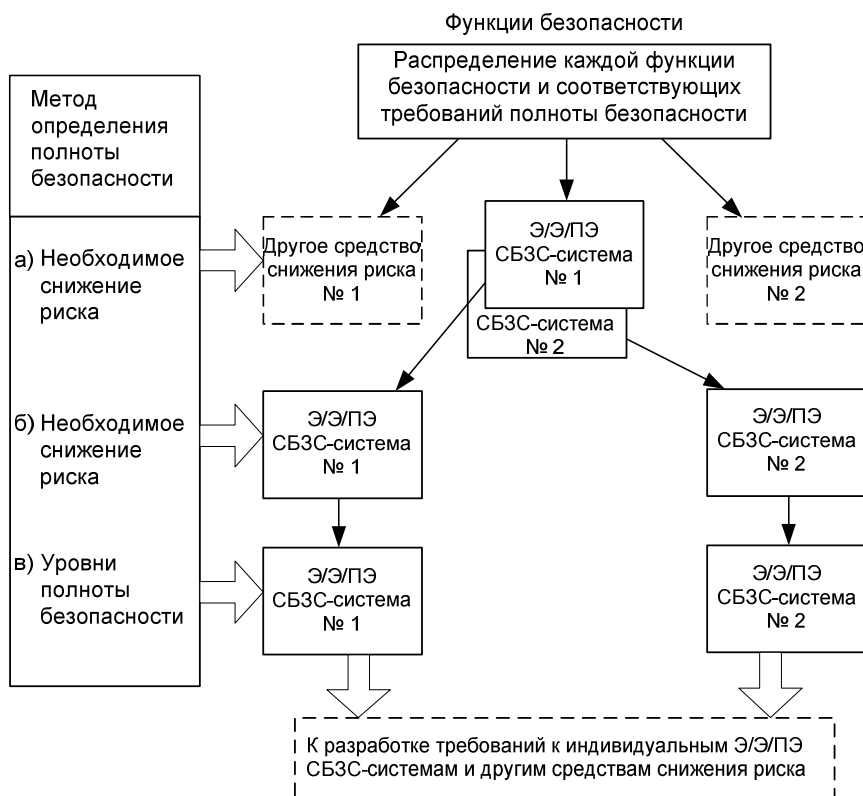 Функции безопасности
Распределение каждой функции
безопасности и соответствующих
требований полноты безопасности
Метод
определения
полноты
безопасности
а) Необходимое
снижение
риска
Другое средство
снижения риска
№ 1
Э/Э/ПЭ
СБЗС-система
№ 1
СБЗС-система
№ 2
Другое средство
снижения риска
№ 2
б) Необходимое
снижение
риска
Э/Э/ПЭ
СБЗС-система
№ 1
Э/Э/ПЭ
СБЗС-система
№ 2
в) Уровни
полноты
безопасности
Э/Э/ПЭ
СБЗС-система
№ 1
Э/Э/ПЭ
СБЗС-система
№ 2
К разработке требований к индивидуальным Э/Э/ПЭ
СБЗС-системам и другим средствам снижения риска